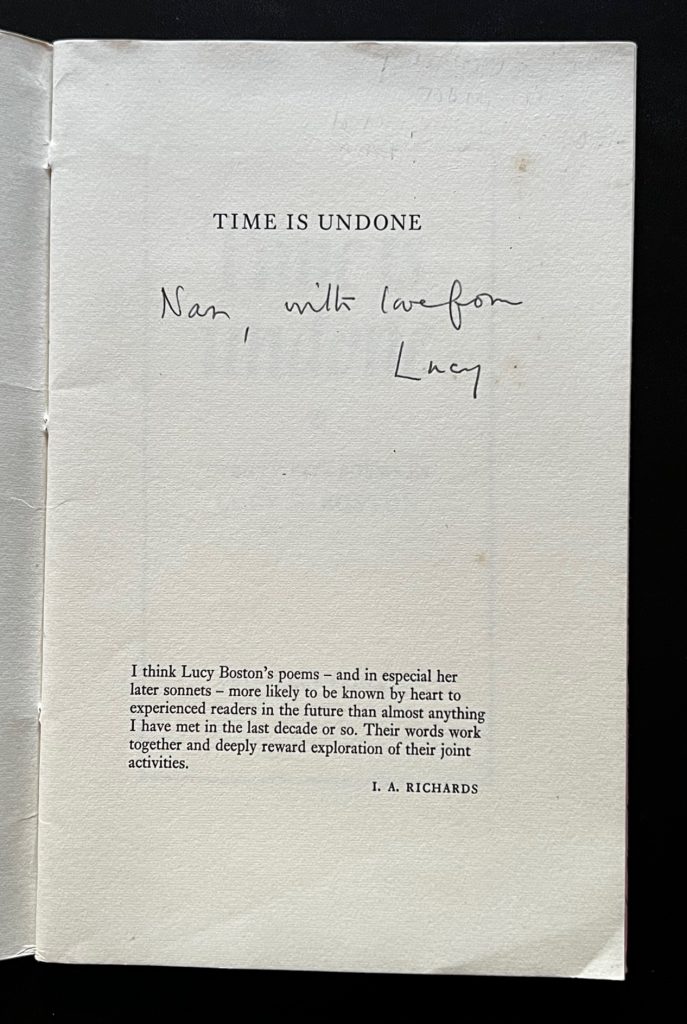 TIME IS UNDONE
Nan, with love from
Lucy
I think Lucy Boston's poems – and in especial her
later sonnets – more likely to be known by heart to
experienced readers in the future than almost anything
I have met in the last decade or so. Their words work
together and deeply reward exploration of their joint
activities.
I. A. RICHARDS